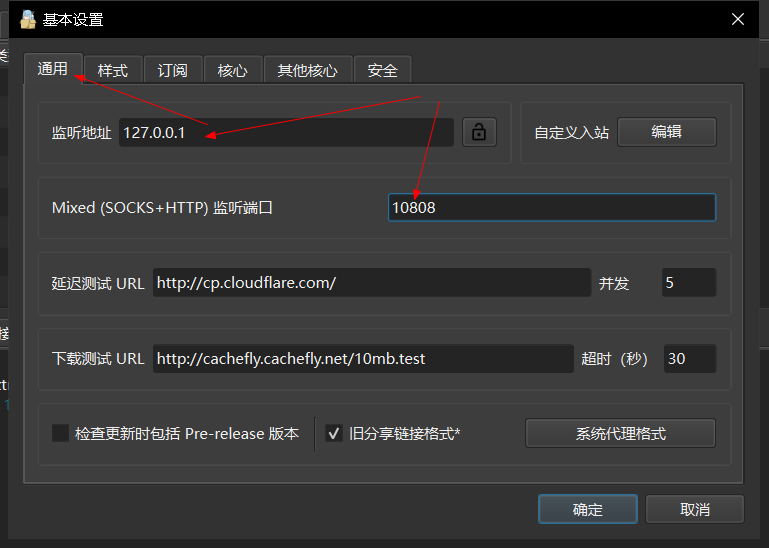 基本设置
通用 样式 订阅 核心 其他核心 安全
监听地址 127.0.0.1 自定义入站 编辑
Mixed (SOCKS+HTTP) 监听端口 10808
延迟测试 URL http://cp.cloudflare.com/ 并发 5
下载测试 URL http://cachefly.cachefly.net/10mb.test 超时（秒） 30
检查更新时包括 Pre-release 版本 旧分享链接格式* 系统代理格式
确定 取消